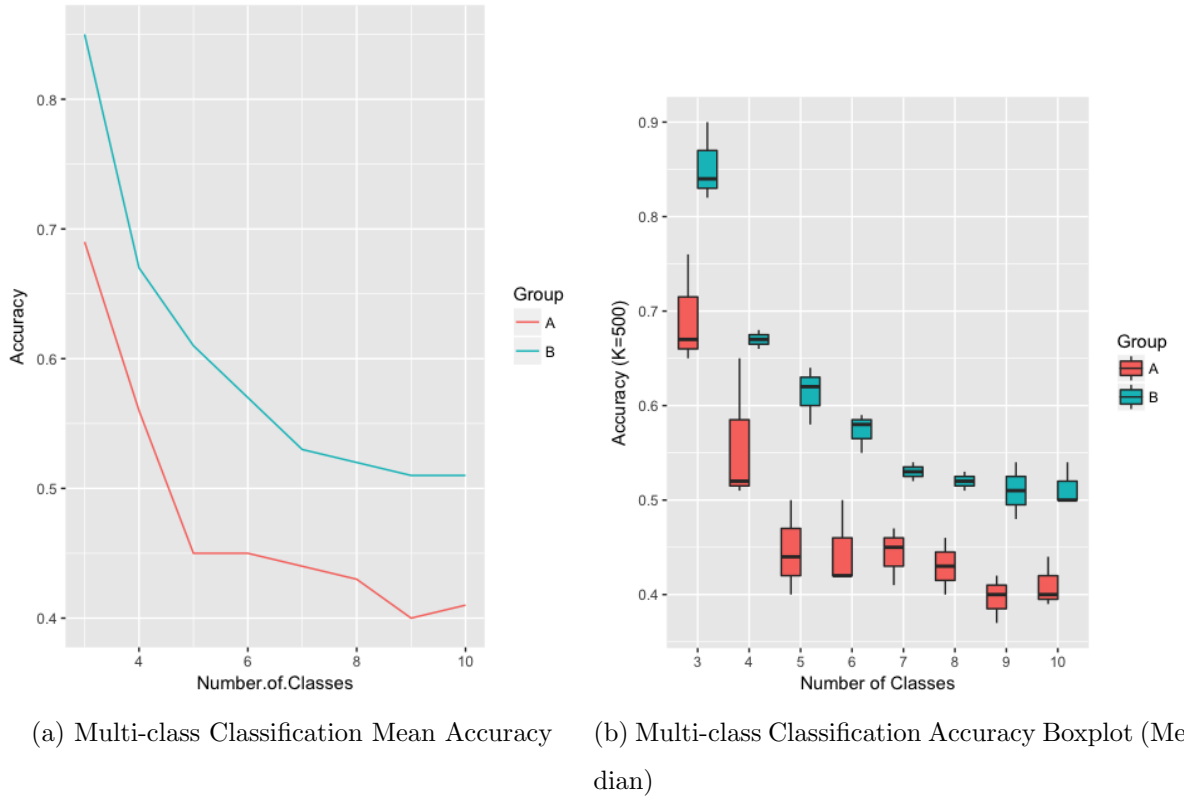 0.8
0.7
0.6
0.5
0.4
Accuracy
4
6
8
10
Number.of.Classes
Group
A
B
0.9
0.8
0.7
0.6
0.5
0.4
Accuracy (K=500)
3
4
5
6
7
8
9
10
Number of Classes
Group
A
B
(a) Multi-class Classification Mean Accuracy
(b) Multi-class Classification Accuracy Boxplot (Me
dian)